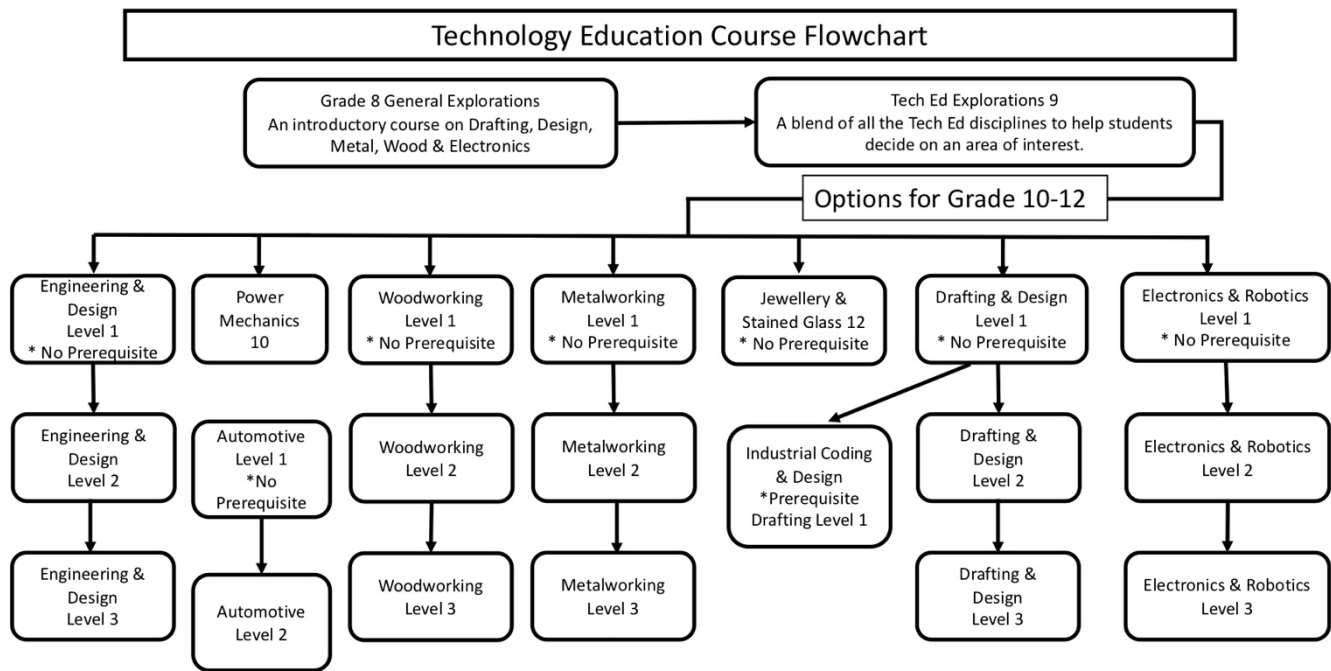 Technology Education Course Flowchart
Grade 8 General Explorations
An introductory course on Drafting, Design,
Metal, Wood & Electronics
Tech Ed Explorations 9
A blend of all the Tech Ed disciplines to help students
decide on an area of interest.
Options for Grade 10-12
Engineering &
Design
Level 1
* No Prerequisite
Power
Mechanics
10
Woodworking
Level 1
* No Prerequisite
Metalworking
Level 1
* No Prerequisite
Jewellery &
Stained Glass 12
* No Prerequisite
Drafting & Design
Level 1
* No Prerequisite
Electronics & Robotics
Level 1
* No Prerequisite
Engineering &
Design
Level 2
Automotive
Level 1
*No
Prerequisite
Woodworking
Level 2
Metalworking
Level 2
Industrial Coding
& Design
*Prerequisite
Drafting Level 1
Drafting &
Design
Level 2
Electronics & Robotics
Level 2
Engineering &
Design
Level 3
Automotive
Level 2
Woodworking
Level 3
Metalworking
Level 3
Drafting &
Design
Level 3
Electronics & Robotics
Level 3